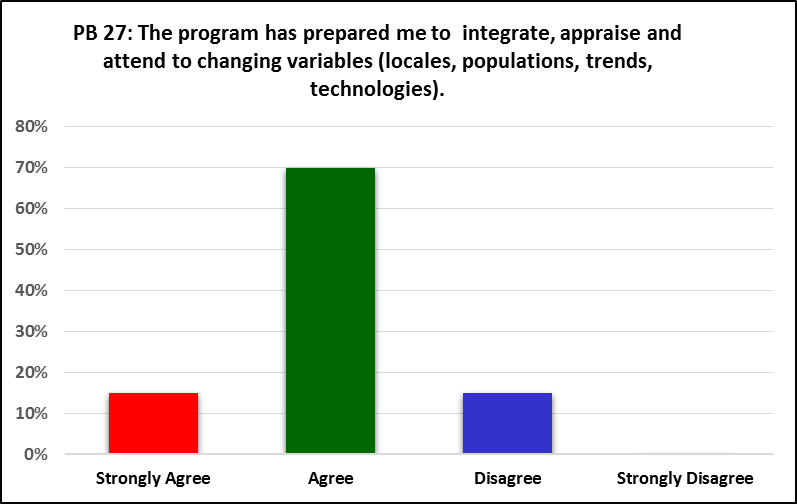 PB 27: The program has prepared me to  integrate, appraise and
attend to changing variables (locales, populations, trends,
technologies).
80%
70%
60%
50%
40%
30%
20%
10%
0%
Strongly Agree
Agree
Disagree
Strongly Disagree